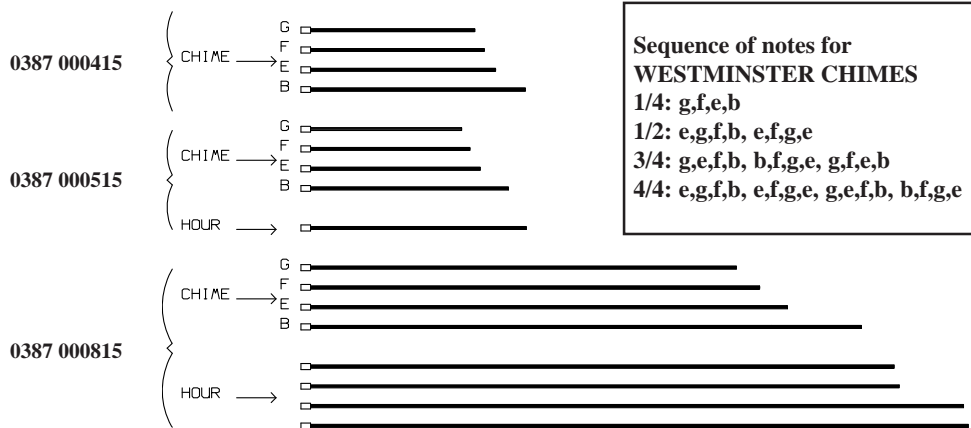 0387 000415
CHIME
G
F
E
B
0387 000515
CHIME
G
F
E
B
HOUR
0387 000815
CHIME
G
F
E
B
HOUR
Sequence of notes for
WESTMINSTER CHIMES
1/4: g,f,e,b
1/2: e,g,f,b, e,f,g,e
3/4: g,e,f,b, b,f,g,e, g,f,e,b
4/4: e,g,f,b, e,f,g,e, g,e,f,b, b,f,g,e